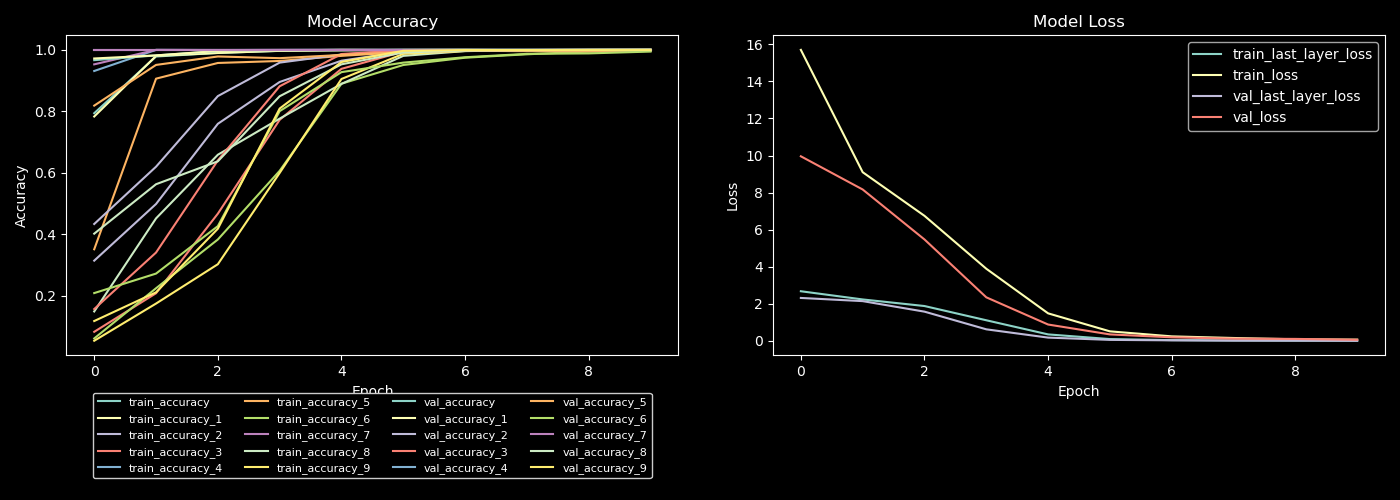 Model Accuracy
1.0
0.8
0.6
0.4
0.2
Accuracy
0 2 4 6 8
Epoch
train_accuracy train_accuracy_5 val_accuracy val_accuracy_5
train_accuracy_1 train_accuracy_6 val_accuracy_1 val_accuracy_6
train_accuracy_2 train_accuracy_7 val_accuracy_2 val_accuracy_7
train_accuracy_3 train_accuracy_8 val_accuracy_3 val_accuracy_8
train_accuracy_4 train_accuracy_9 val_accuracy_4 val_accuracy_9
Model Loss
16
14
12
10
8
6
4
2
0
Loss
train_last_layer_loss
train_loss
val_last_layer_loss
val_loss
0 2 4 6 8
Epoch